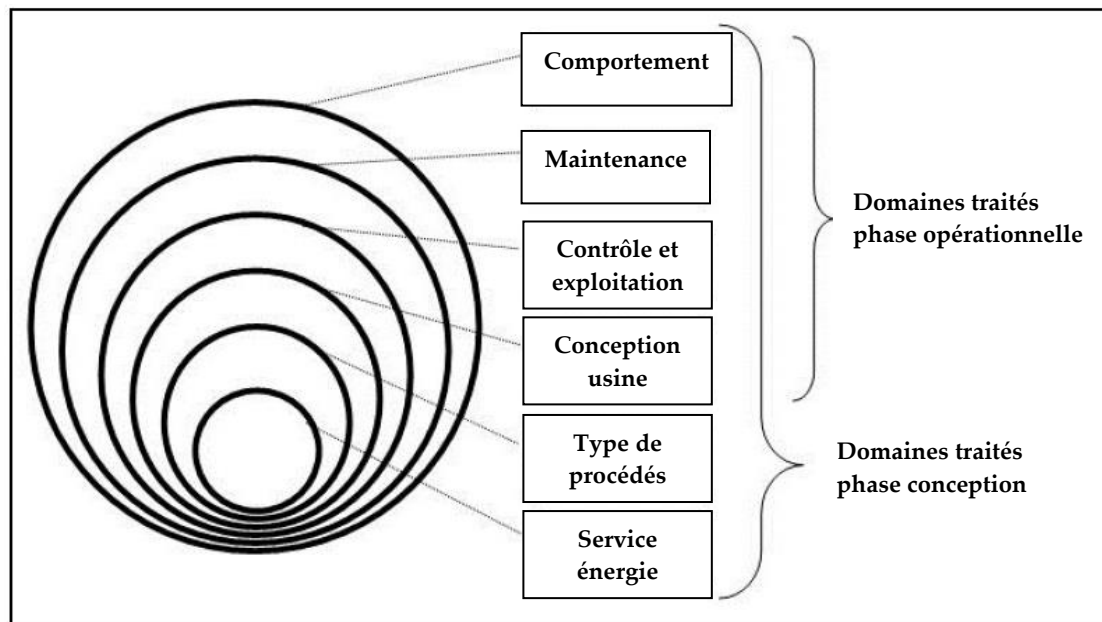 Comportement
Maintenance
Contrôle et
exploitation
Conception
usine
Type de
procédés
Service
énergie
Domaines traités
phase opérationnelle
Domaines traités
phase conception